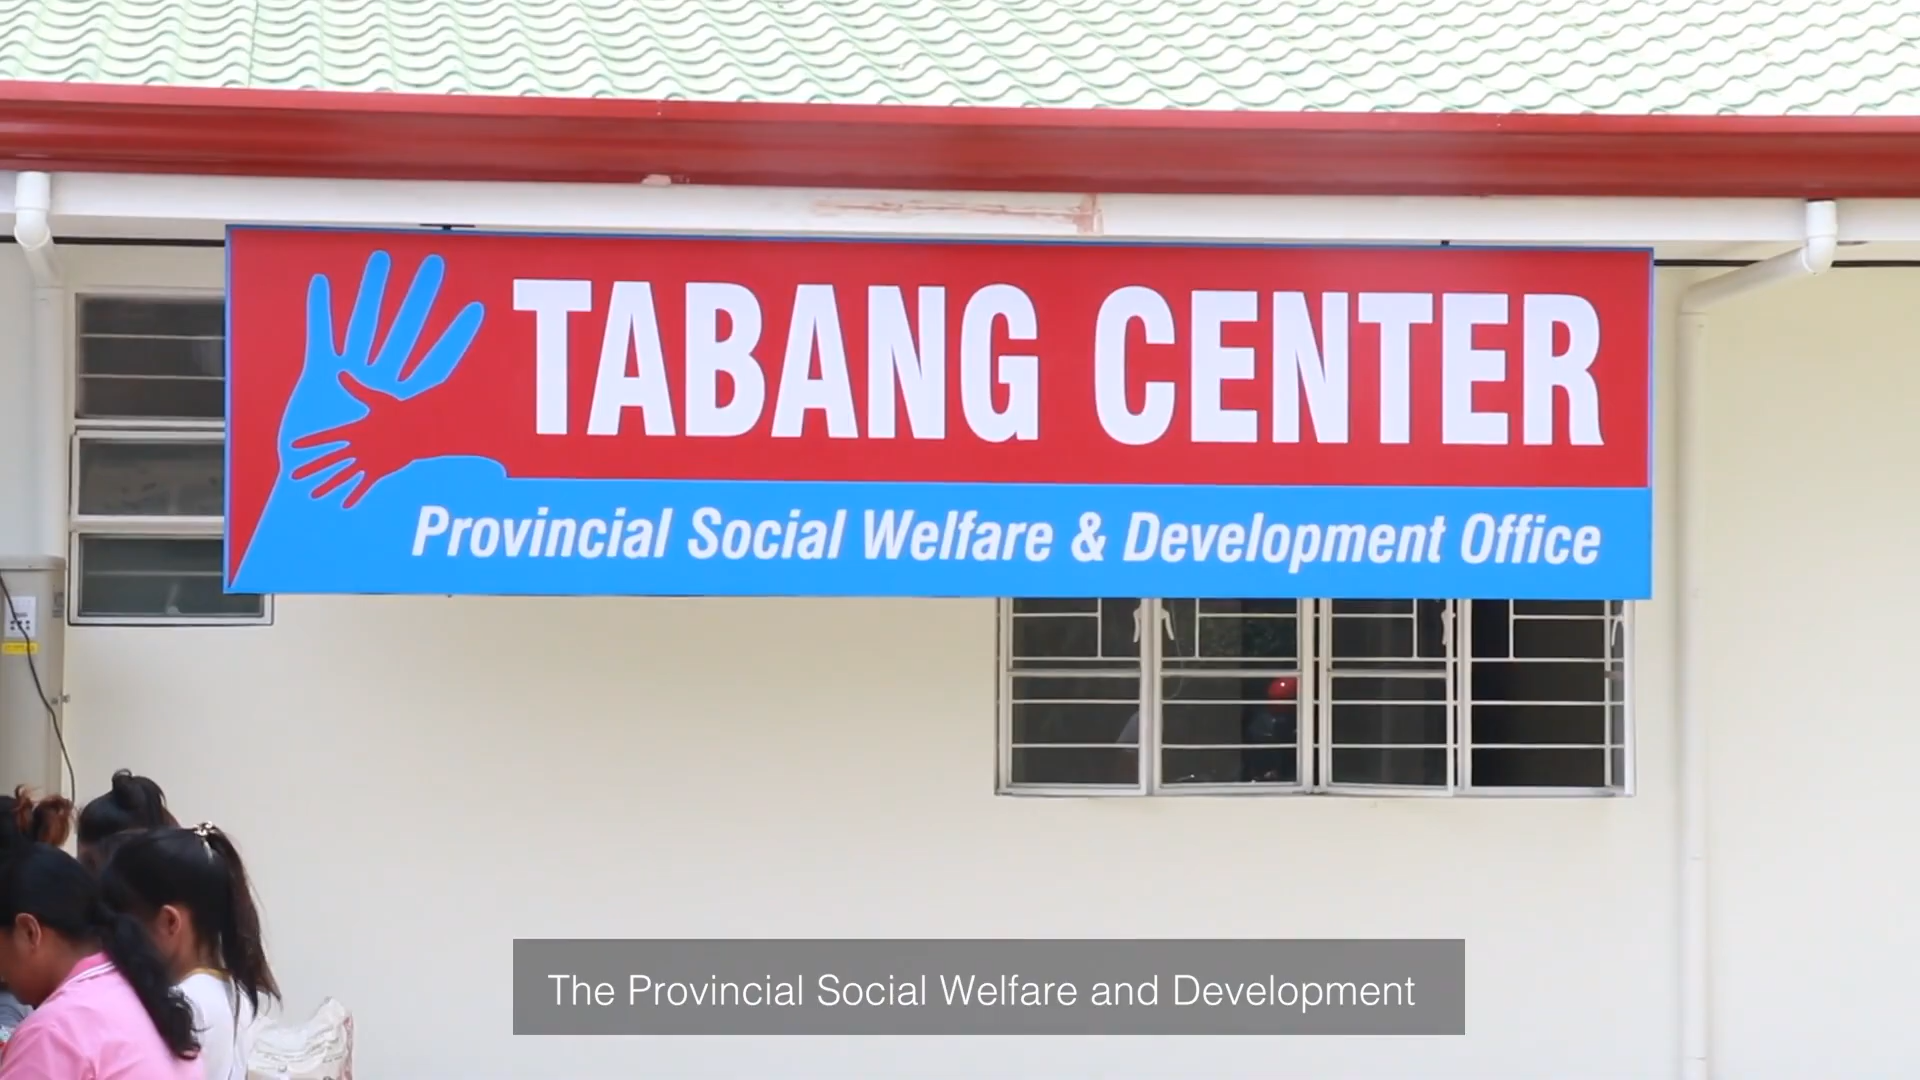 TABANG CENTER
Provincial Social Welfare & Development Office
The Provincial Social Welfare and Development